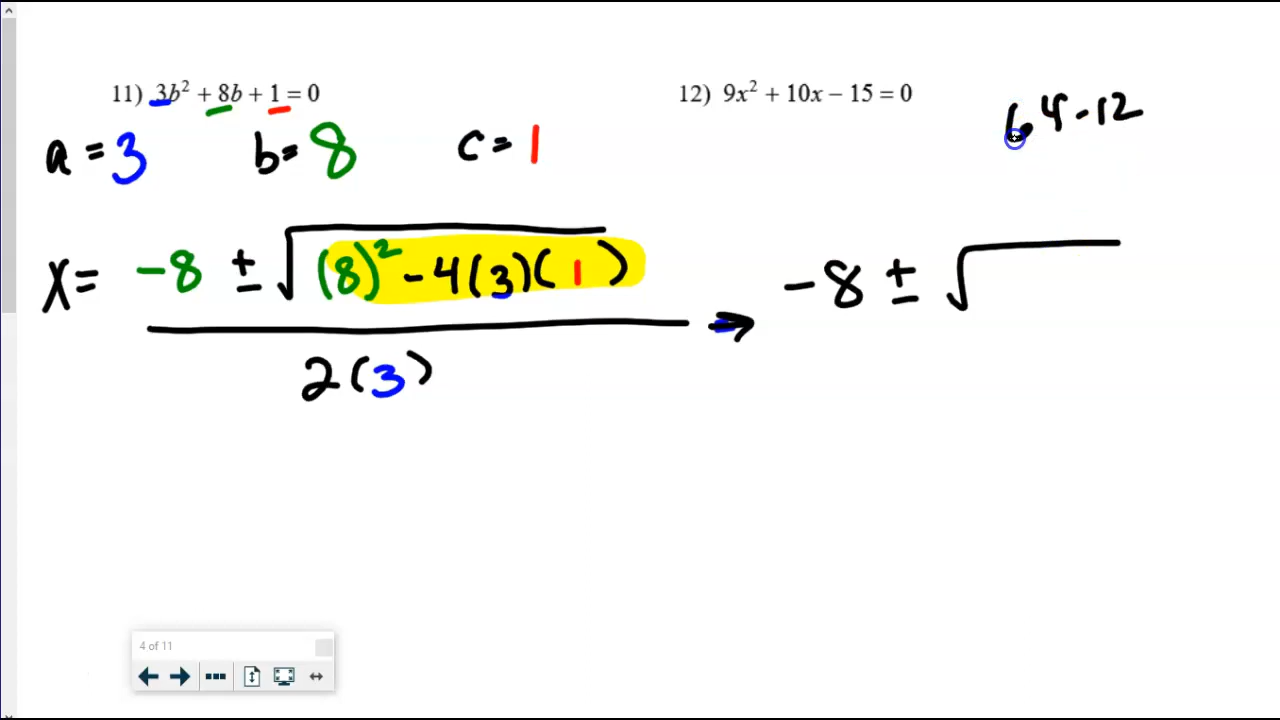 11) 3b² + 8b + 1 = 0
12) 9x² + 10x − 15 = 0
64 - 12
a = 3 b = 8 c = 1
x = -8 ± √(8)² - 4(3)(1)
2(3)
→ -8 ± √
4 of 11